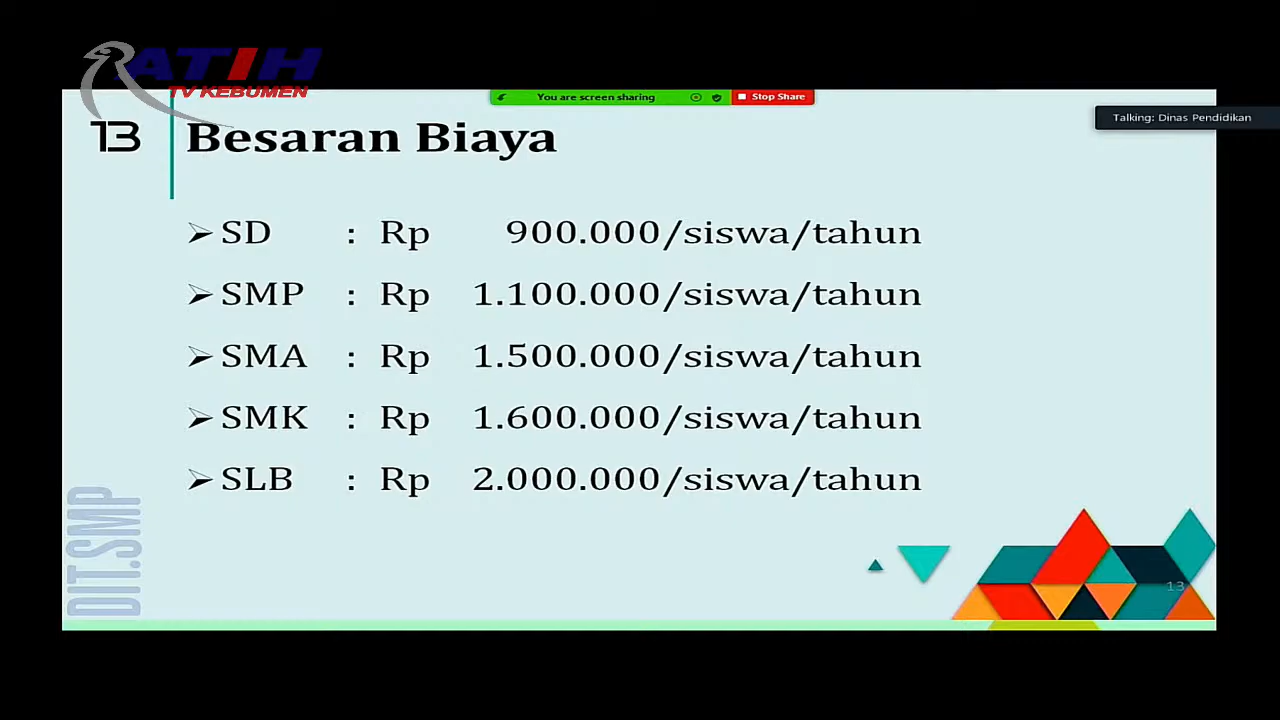 RATIH
TV KEBUMEN
You are screen sharing
Stop Share
Talking: Dinas Pendidikan
13
Besaran Biaya
➢ SD : Rp 900.000/siswa/tahun
➢ SMP : Rp 1.100.000/siswa/tahun
➢ SMA : Rp 1.500.000/siswa/tahun
➢ SMK : Rp 1.600.000/siswa/tahun
➢ SLB : Rp 2.000.000/siswa/tahun
DIT.SMP
13